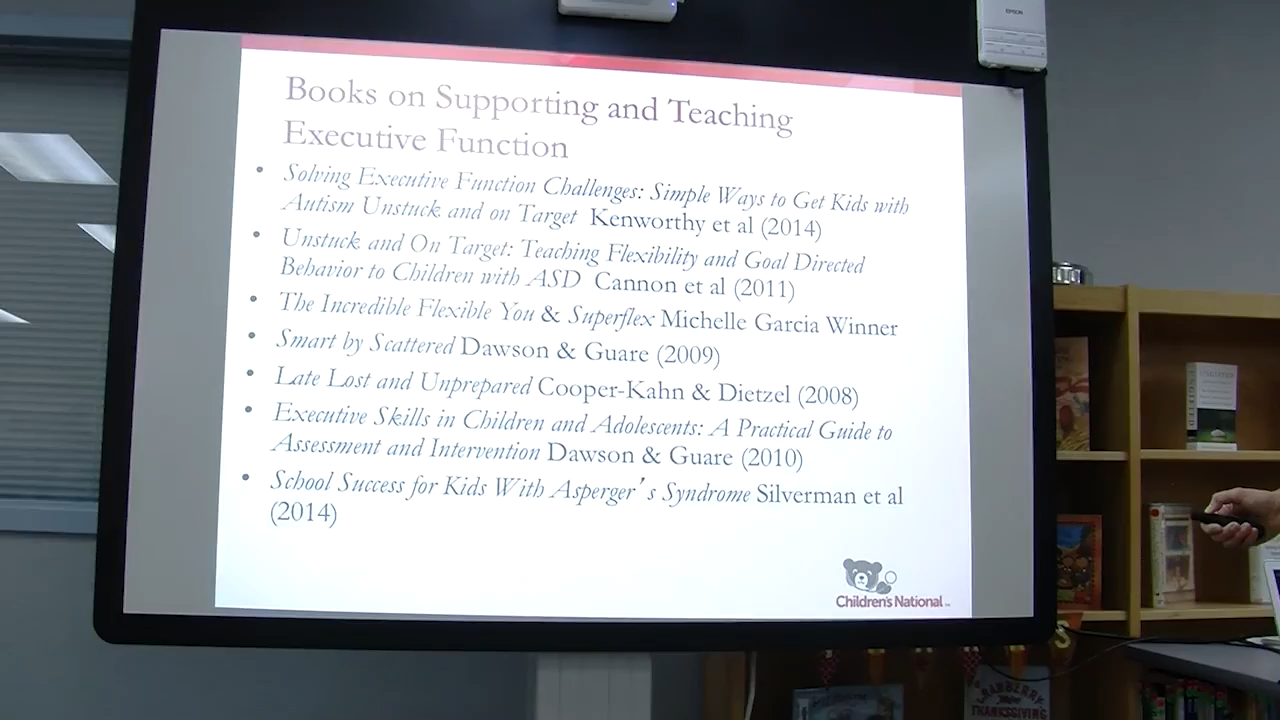 EPSON
Books on Supporting and Teaching
Executive Function
• Solving Executive Function Challenges: Simple Ways to Get Kids with
Autism Unstuck and on Target Kenworthy et al (2014)
• Unstuck and On Target: Teaching Flexibility and Goal Directed
Behavior to Children with ASD Cannon et al (2011)
• The Incredible Flexible You & Superflex Michelle Garcia Winner
• Smart by Scattered Dawson & Guare (2009)
• Late Lost and Unprepared Cooper-Kahn & Dietzel (2008)
• Executive Skills in Children and Adolescents: A Practical Guide to
Assessment and Intervention Dawson & Guare (2010)
• School Success for Kids With Asperger's Syndrome Silverman et al
(2014)
Children's National
CRANBERRY
THANKSGIVING